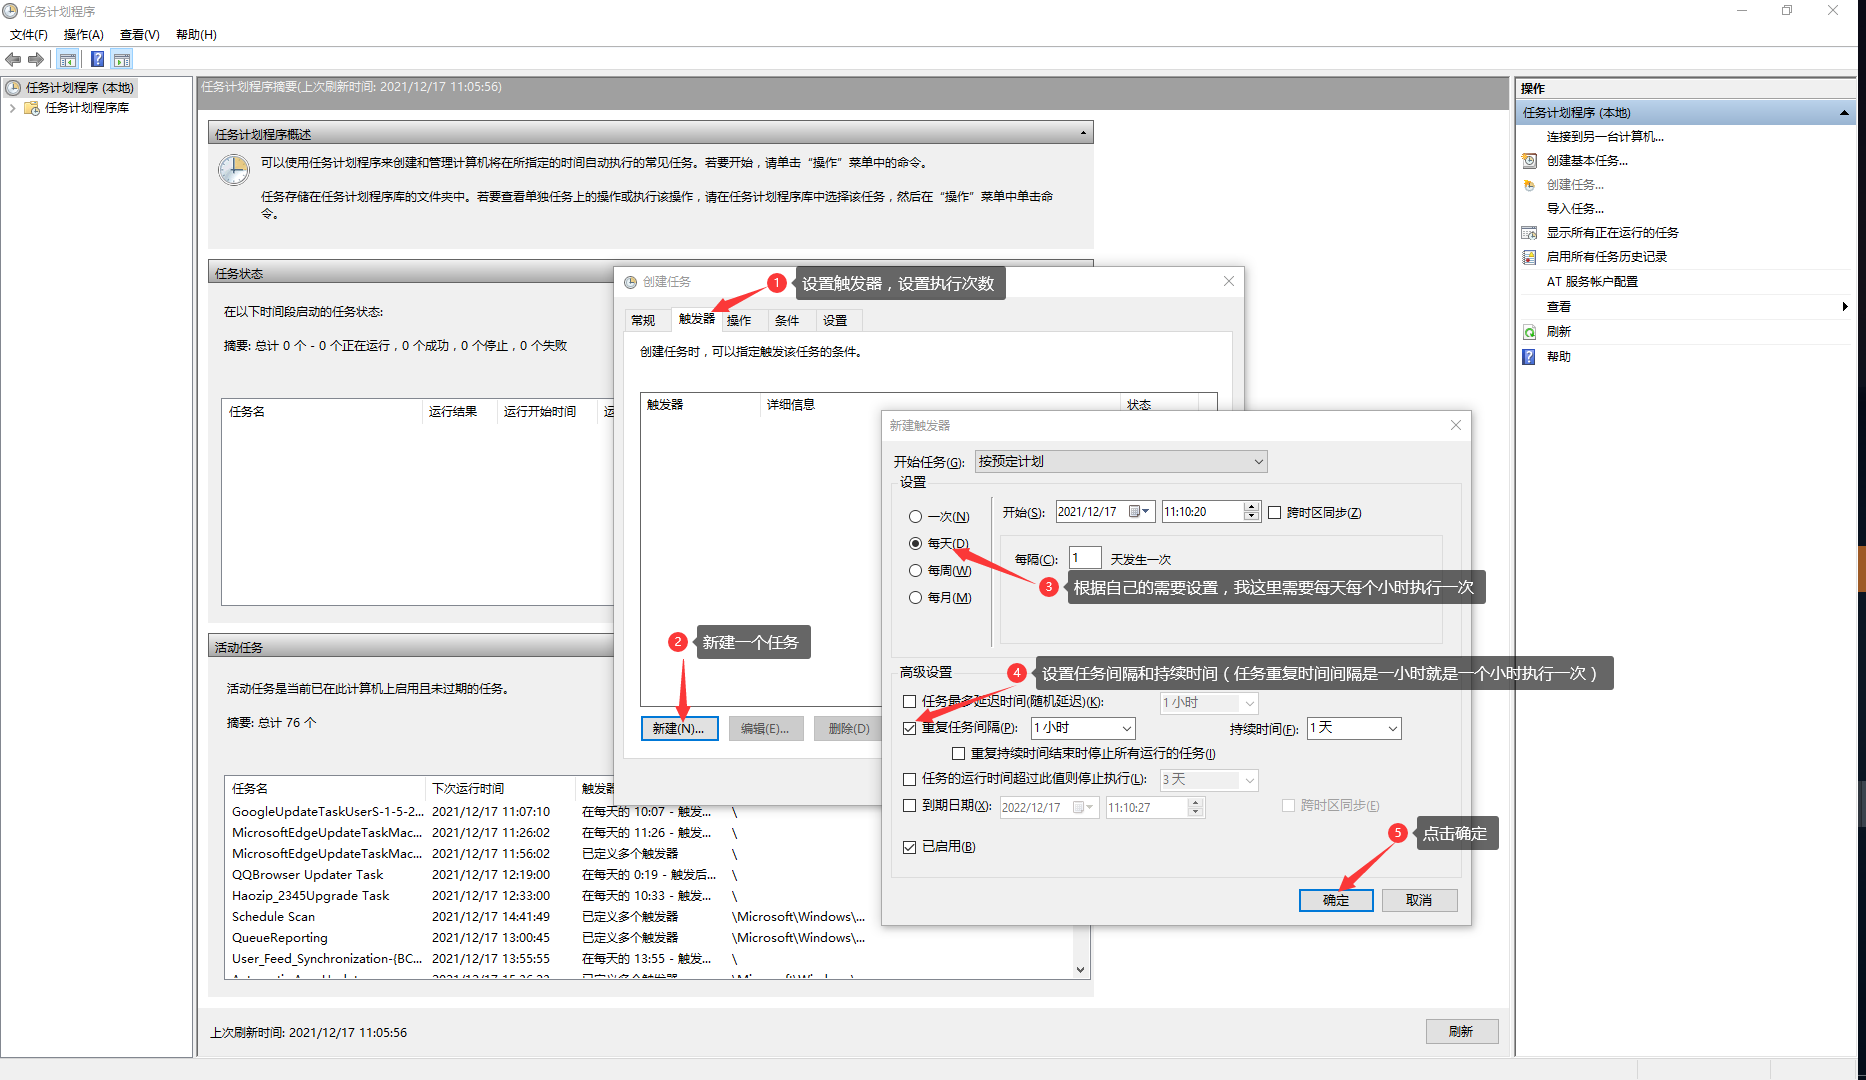 任务计划程序
文件(F) 操作(A) 查看(V) 帮助(H)
任务计划程序 (本地)
任务计划程序库
任务计划程序摘要(上次刷新时间: 2021/12/17 11:05:56)
任务计划程序概述
可以使用任务计划程序来创建和管理计算机将在所指定的时间自动执行的常见任务。若要开始，请单击“操作”菜单中的命令。
任务存储在任务计划程序库的文件夹中。若要查看单独任务上的操作或执行该操作，请在任务计划程序库中选择该任务，然后在“操作”菜单中单击命
令。
任务状态
在以下时间段启动的任务状态:
摘要: 总计 0 个 - 0 个正在运行，0 个成功，0 个停止，0 个失败
任务名 运行结果 运行开始时间 运
活动任务
活动任务是当前已在此计算机上启用且未过期的任务。
摘要: 总计 76 个
任务名 下次运行时间 触发器
GoogleUpdateTaskUserS-1-5-2... 2021/12/17 11:07:10 在每天的 10:07 - 触发... \
MicrosoftEdgeUpdateTaskMac... 2021/12/17 11:26:02 在每天的 11:26 - 触发... \
MicrosoftEdgeUpdateTaskMac... 2021/12/17 11:56:02 已定义多个触发器 \
QQBrowser Updater Task 2021/12/17 12:19:00 在每天的 0:19 - 触发后... \
Haozip_2345Upgrade Task 2021/12/17 12:33:00 在每天的 10:33 - 触发... \
Schedule Scan 2021/12/17 14:41:49 已定义多个触发器 \Microsoft\Windows\...
QueueReporting 2021/12/17 13:00:45 已定义多个触发器 \Microsoft\Windows\...
User_Feed_Synchronization-{BC... 2021/12/17 13:55:55 在每天的 13:55 - 触发... \
上次刷新时间: 2021/12/17 11:05:56
刷新
创建任务
1 设置触发器，设置执行次数
常规 触发器 操作 条件 设置
创建任务时，可以指定触发该任务的条件。
触发器 详细信息 状态
2 新建一个任务
新建(N)... 编辑(E)... 删除(D)
新建触发器
开始任务(G): 按预定计划
设置
一次(N)
每天(D)
每周(W)
每月(M)
开始(S): 2021/12/17 11:10:20 跨时区同步(Z)
每隔(C): 1 天发生一次
3 根据自己的需要设置，我这里需要每天每个小时执行一次
高级设置
4 设置任务间隔和持续时间（任务重复时间间隔是一小时就是一个小时执行一次）
任务最多延迟时间(随机延迟)(K): 1 小时
重复任务间隔(P): 1 小时 持续时间(F): 1 天
重复持续时间结束时停止所有运行的任务(I)
任务的运行时间超过此值则停止执行(L): 3 天
到期日期(X): 2022/12/17 11:10:27 跨时区同步(E)
已启用(B)
5 点击确定
确定 取消
操作
任务计划程序 (本地)
连接到另一台计算机...
创建基本任务...
创建任务...
导入任务...
显示所有正在运行的任务
启用所有任务历史记录
AT 服务帐户配置
查看
刷新
帮助